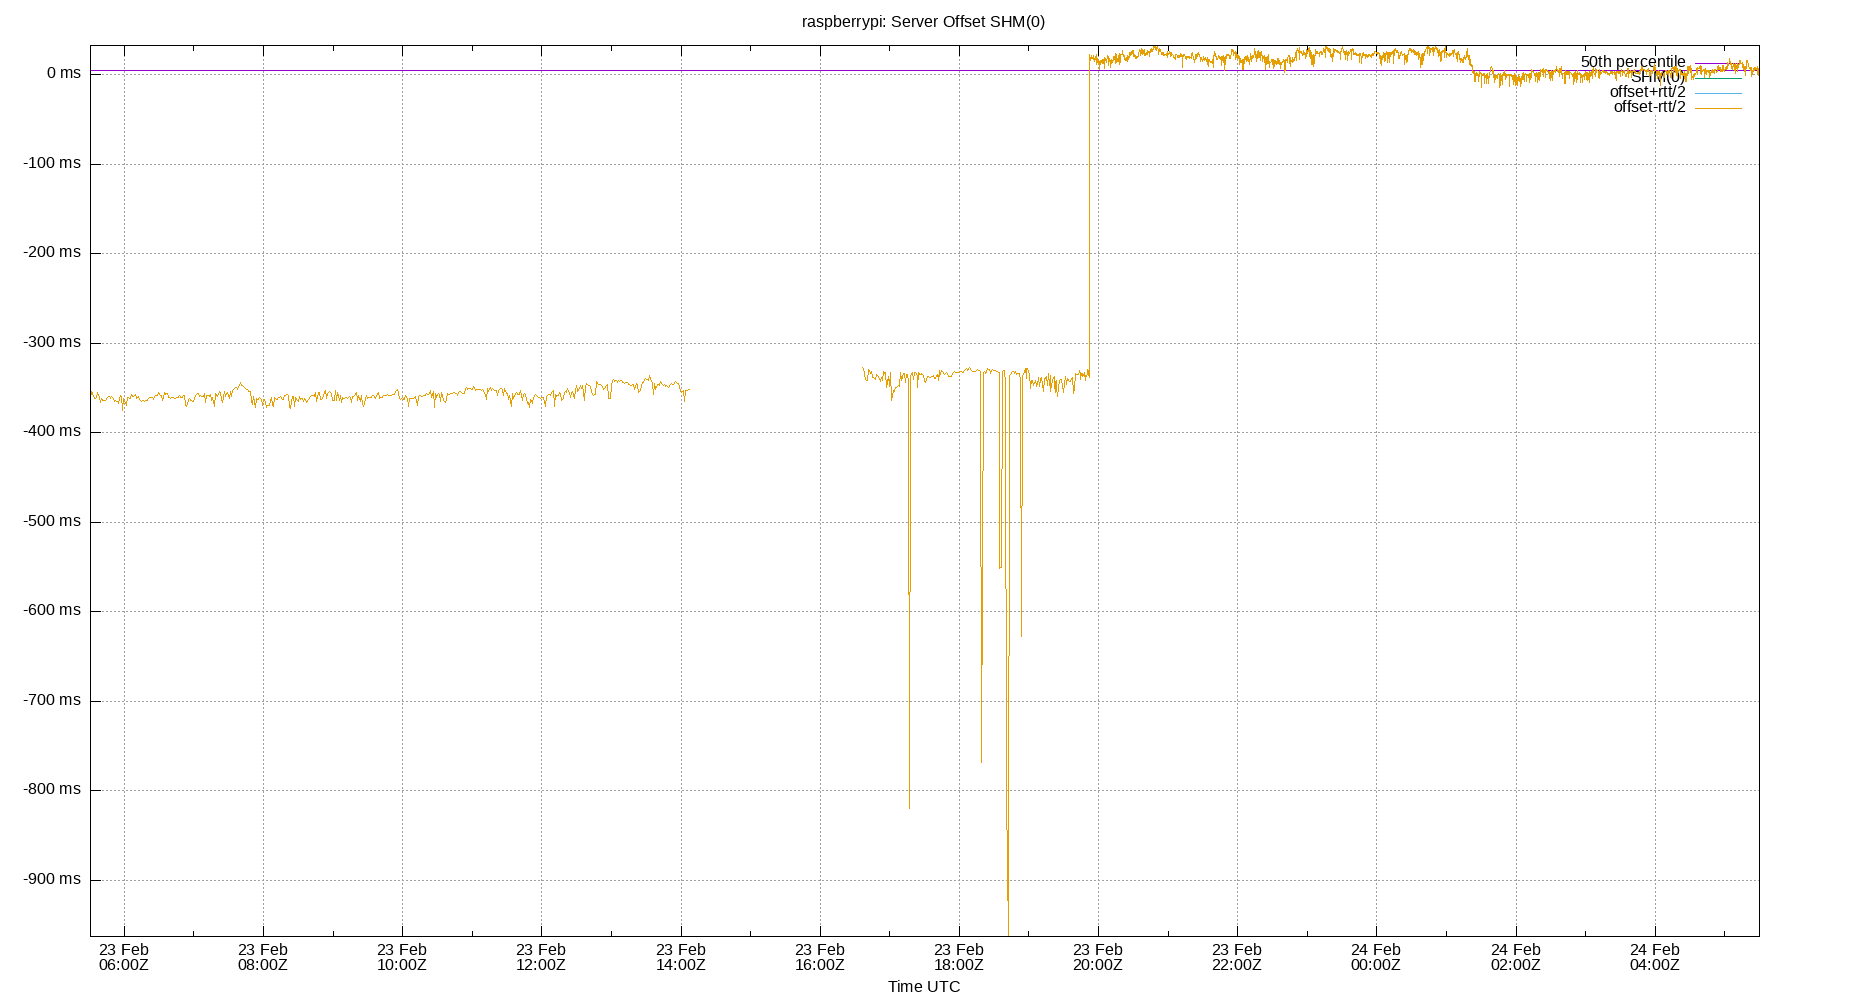 raspberrypi: Server Offset SHM(0)
0 ms
-100 ms
-200 ms
-300 ms
-400 ms
-500 ms
-600 ms
-700 ms
-800 ms
-900 ms
50th percentile
SHM(0)
offset+rtt/2
offset-rtt/2
23 Feb 23 Feb 23 Feb 23 Feb 23 Feb 23 Feb 23 Feb 23 Feb 23 Feb 24 Feb 24 Feb 24 Feb
06:00Z 08:00Z 10:00Z 12:00Z 14:00Z 16:00Z 18:00Z 20:00Z 22:00Z 00:00Z 02:00Z 04:00Z
Time UTC